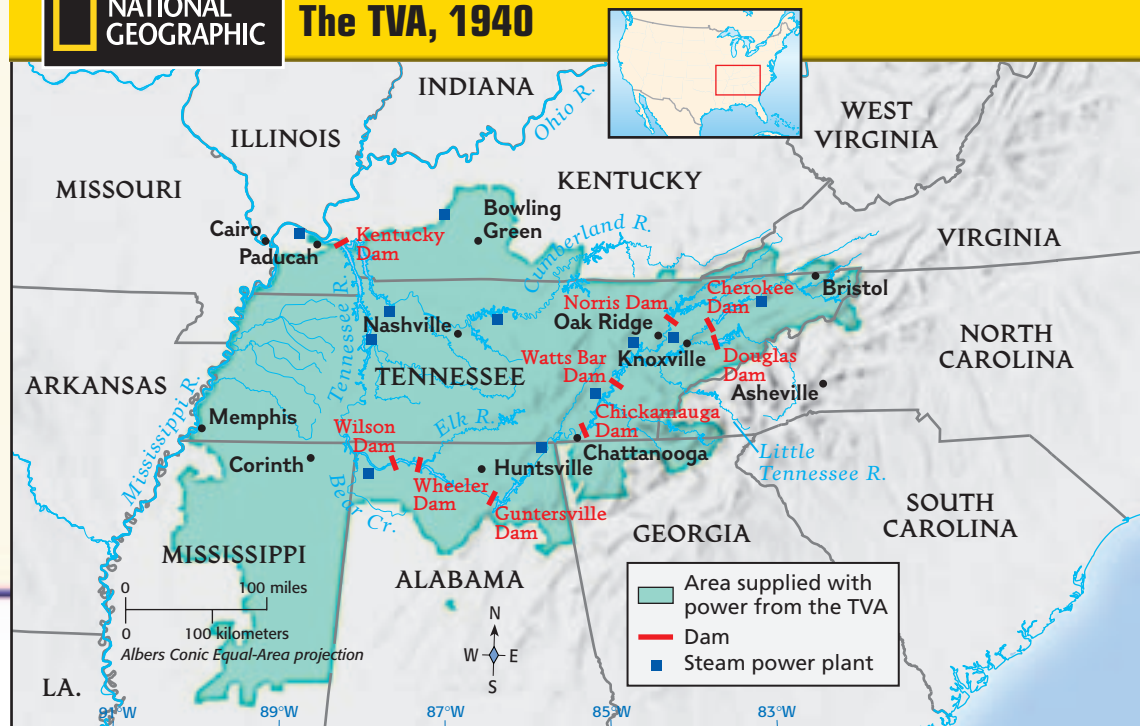 NATIONAL
GEOGRAPHIC
The TVA, 1940
INDIANA
Ohio R.
WEST
VIRGINIA
ILLINOIS
MISSOURI
KENTUCKY
Bowling
Green
Cairo
Paducah
Kentucky
Dam
Cumberland R.
VIRGINIA
Cherokee
Dam
Bristol
Norris Dam
Oak Ridge
Nashville
Tennessee R.
Knoxville
Douglas
Dam
NORTH
CAROLINA
Watts Bar
Dam
TENNESSEE
ARKANSAS
Asheville
Mississippi R.
Memphis
Chickamauga
Dam
Wilson
Dam
Elk R.
Chattanooga
Little
Tennessee R.
Corinth
Huntsville
Wheeler
Dam
Bear Cr.
Guntersville
Dam
SOUTH
CAROLINA
GEORGIA
MISSISSIPPI
ALABAMA
0 100 miles
0 100 kilometers
Albers Conic Equal-Area projection
N
W E
S
Area supplied with
power from the TVA
Dam
Steam power plant
LA.
91°W 89°W 87°W 85°W 83°W